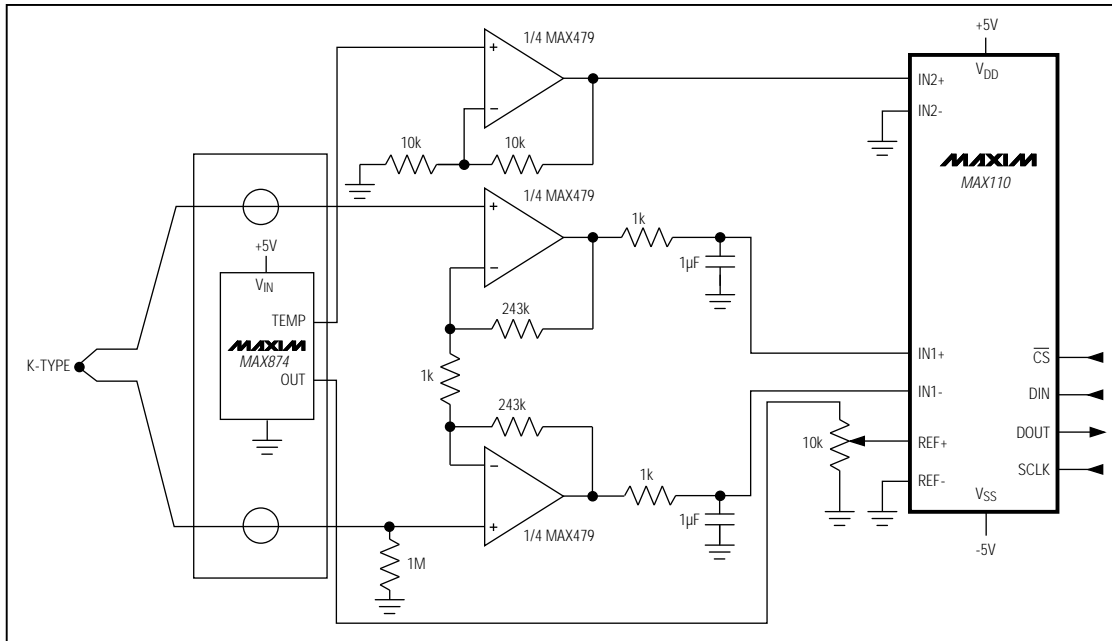 1/4 MAX479
+5V
VDD
IN2+
IN2-
10k
10k
MAXIM
MAX110
1/4 MAX479
1k
1µF
+5V
VIN
TEMP
MAXIM
MAX874
OUT
K-TYPE
243k
1k
243k
IN1+
IN1-
CS
DIN
10k
REF+
DOUT
REF-
SCLK
1k
1µF
VSS
-5V
1/4 MAX479
1M